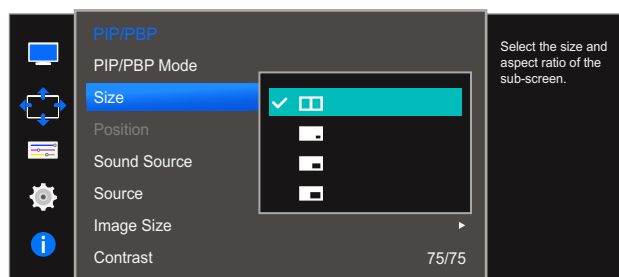 PIP/PBP
PIP/PBP Mode
Size
Position
Sound Source
Source
Image Size
Contrast 75/75
Select the size and
aspect ratio of the
sub-screen.